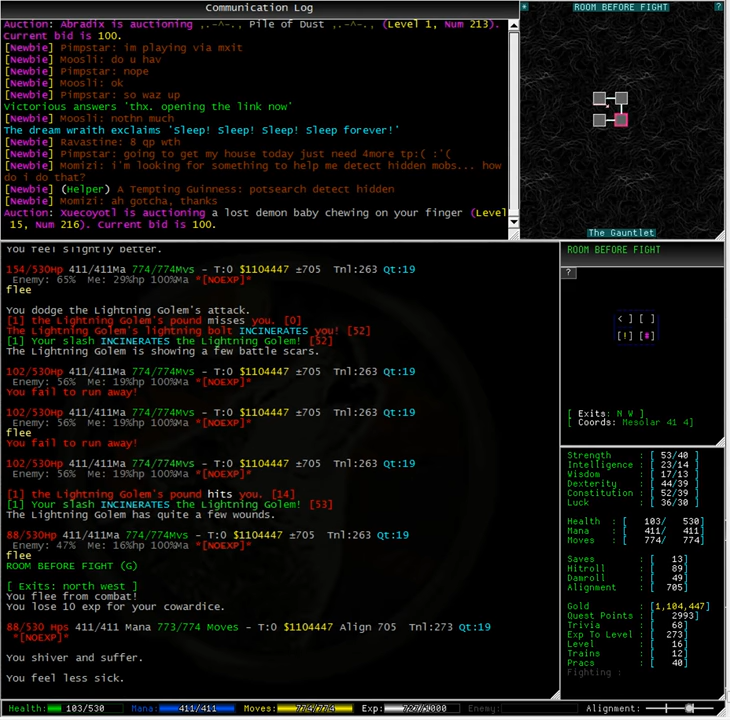 Communication Log
Auction: Abradix is auctioning ,.-^-., Pile of Dust ,.-^-., (Level 1, Num 213).
Current bid is 100.
[Newbie] Pimpstar: im playing via mxit
[Newbie] Moosli: do u hav
[Newbie] Pimpstar: nope
[Newbie] Moosli: ok
[Newbie] Pimpstar: so waz up
Victorious answers 'thx. opening the link now'
[Newbie] Moosli: nothn much
The dream wraith exclaims 'Sleep! Sleep! Sleep! Sleep forever!'
[Newbie] Ravastine: 8 qp wth
[Newbie] Pimpstar: going to get my house today just need 4more tp:( :'(
[Newbie] Momizi: i'm looking for something to help me detect hidden mobs... how
do i do that?
[Newbie] (Helper) A Tempting Guinness: potsearch detect hidden
[Newbie] Momizi: ah gotcha, thanks
Auction: Xuecoyotl is auctioning a lost demon baby chewing on your finger (Level
15, Num 216). Current bid is 100.
ROOM BEFORE FIGHT
?
The Gauntlet
You feel slightly better.
154/530Hp 411/411Ma 774/774Mvs - T:0 $1104447 ±705 Tnl:263 Qt:19
Enemy: 65% Me: 29%hp 100%Ma *[NOEXP]*
flee
You dodge the Lightning Golem's attack.
[1] the Lightning Golem's pound misses you. [0]
The Lightning Golem's lightning bolt INCINERATES you! [52]
[1] Your slash INCINERATES the Lightning Golem! [52]
The Lightning Golem is showing a few battle scars.
102/530Hp 411/411Ma 774/774Mvs - T:0 $1104447 ±705 Tnl:263 Qt:19
Enemy: 56% Me: 19%hp 100%Ma *[NOEXP]*
You fail to run away!
102/530Hp 411/411Ma 774/774Mvs - T:0 $1104447 ±705 Tnl:263 Qt:19
Enemy: 56% Me: 19%hp 100%Ma *[NOEXP]*
flee
You fail to run away!
102/530Hp 411/411Ma 774/774Mvs - T:0 $1104447 ±705 Tnl:263 Qt:19
Enemy: 56% Me: 19%hp 100%Ma *[NOEXP]*
[1] the Lightning Golem's pound hits you. [14]
[1] Your slash INCINERATES the Lightning Golem! [53]
The Lightning Golem has quite a few wounds.
88/530Hp 411/411Ma 774/774Mvs - T:0 $1104447 ±705 Tnl:263 Qt:19
Enemy: 47% Me: 16%hp 100%Ma *[NOEXP]*
flee
ROOM BEFORE FIGHT (G)
[ Exits: north west ]
You flee from combat!
You lose 10 exp for your cowardice.
88/530 Hps 411/411 Mana 773/774 Moves - T:0 $1104447 Align 705 Tnl:273 Qt:19
*[NOEXP]*
You shiver and suffer.
You feel less sick.
ROOM BEFORE FIGHT
?
< ] [ ]
[!] [#]
[ Exits: N W ]
[ Coords: Mesolar 41 4]
Strength : [ 53/40 ]
Intelligence : [ 23/14 ]
Wisdom : [ 17/13 ]
Dexterity : [ 44/39 ]
Constitution : [ 52/39 ]
Luck : [ 36/30 ]
Health : [ 103/ 530]
Mana : [ 411/ 411]
Moves : [ 774/ 774]
Saves : [ 13]
Hitroll : [ 89]
Damroll : [ 49]
Alignment : [ 705]
Gold : [1,104,447]
Quest Points : [ 2993]
Trivia : [ 68]
Exp To Level : [ 273]
Level : [ 16]
Trains : [ 12]
Pracs : [ 40]
Fighting :
Health: 103/530 Mana: 411/411 Moves: 774/774 Exp: 727/1000 Enemy: Alignment: